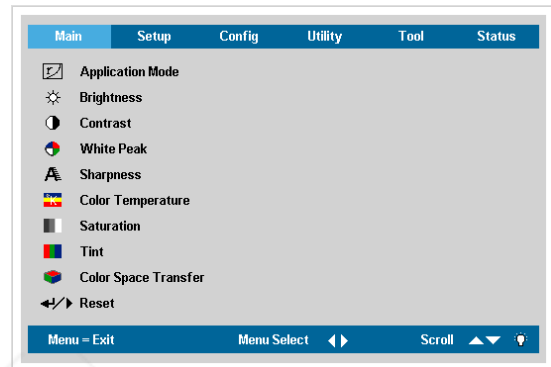 Main Setup Config Utility Tool Status
Application Mode
Brightness
Contrast
White Peak
Sharpness
Color Temperature
Saturation
Tint
Color Space Transfer
Reset
Menu = Exit Menu Select Scroll